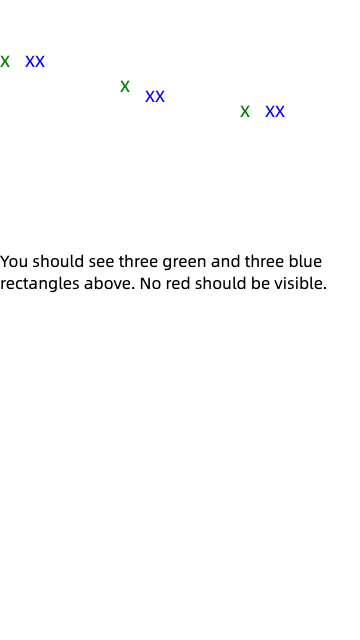 X XX
X
XX
X XX
You should see three green and three blue
rectangles above. No red should be visible.